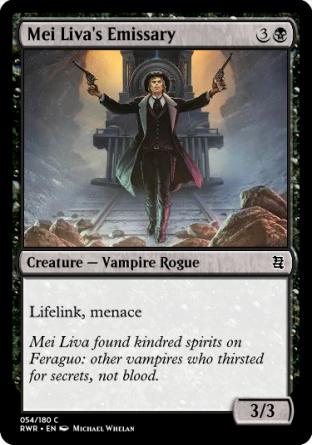 Mei Liva's Emissary 3
Creature — Vampire Rogue
Lifelink, menace
Mei Liva found kindred spirits on
Feraguo: other vampires who thirsted
for secrets, not blood.
054/180 C
RWR • EN Michael Whelan
3/3